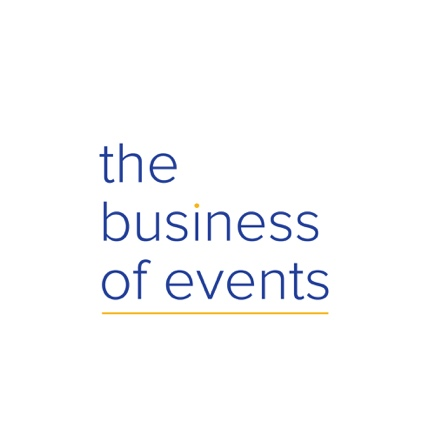 the
business
of events